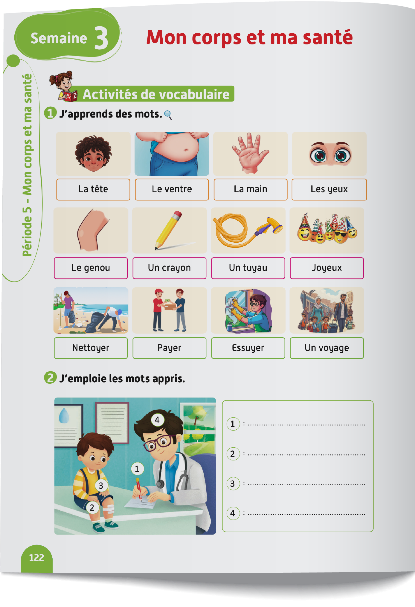 Semaine 3
Mon corps et ma santé
Période 5 - Mon corps et ma santé
Activités de vocabulaire
1 J'apprends des mots.
La tête
Le ventre
La main
Les yeux
Le genou
Un crayon
Un tuyau
Joyeux
Nettoyer
Payer
Essuyer
Un voyage
2 J'emploie les mots appris.
4
1
3
2
1 : ................
2 : ................
3 : ................
4 : ................
122